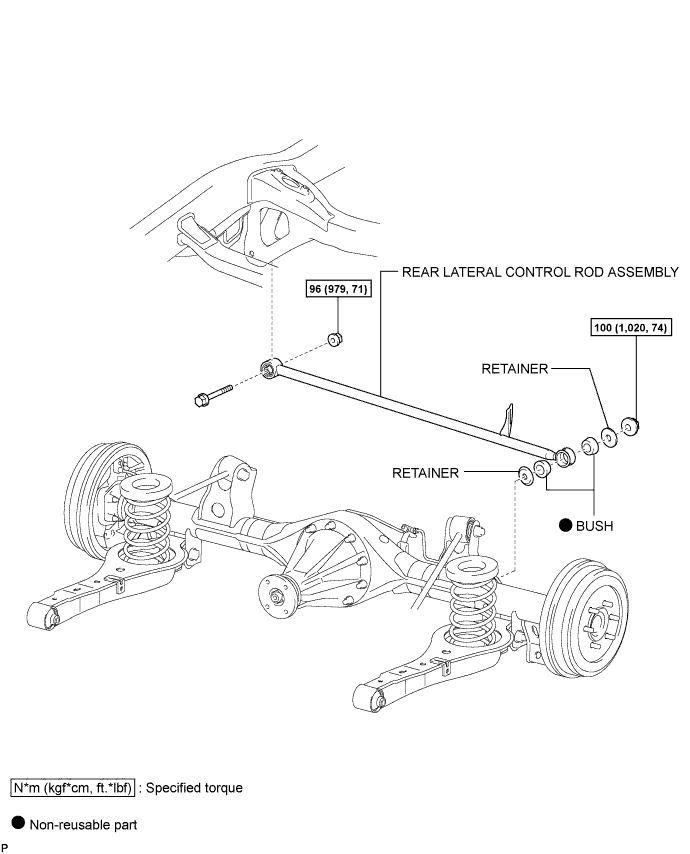 REAR LATERAL CONTROL ROD ASSEMBLY
96 (979, 71)
100 (1,020, 74)
RETAINER
RETAINER
BUSH
N*m (kgf*cm, ft.*lbf) : Specified torque
Non-reusable part
P